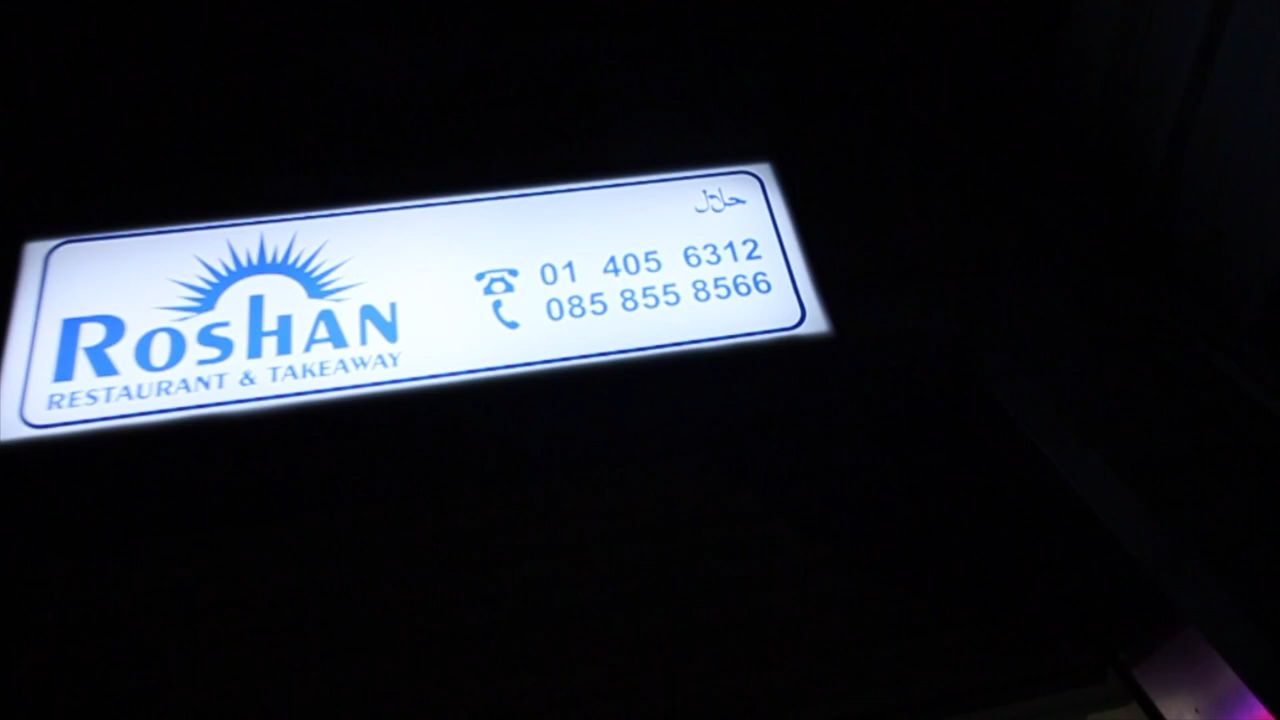 ROSHAN
RESTAURANT & TAKEAWAY
حلال
01 405 6312
085 855 8566